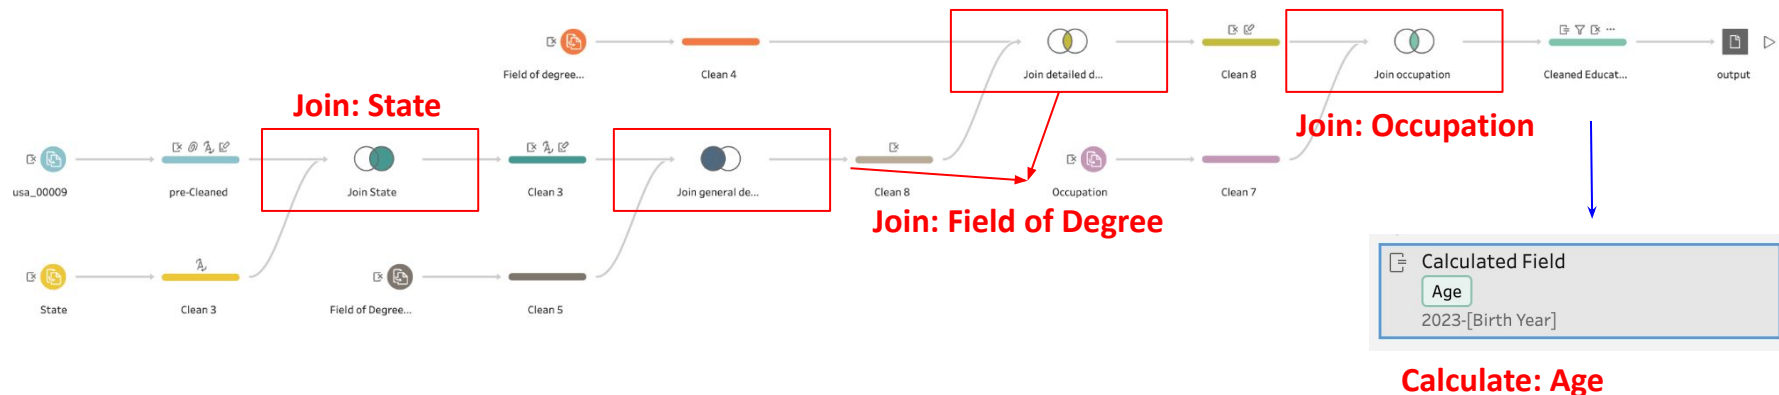 Field of degree...
Clean 4
Join detailed d...
Clean 8
Join occupation
Cleaned Educat...
output
Join: State
Join: Occupation
usa_00009
pre-Cleaned
Join State
Clean 3
Join general de...
Clean 8
Occupation
Clean 7
Join: Field of Degree
State
Clean 3
Field of Degree...
Clean 5
Calculated Field
Age
2023-[Birth Year]
Calculate: Age